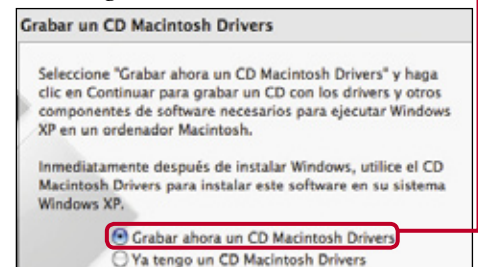 Grabar un CD Macintosh Drivers
Seleccione "Grabar ahora un CD Macintosh Drivers" y haga
clic en Continuar para grabar un CD con los drivers y otros
componentes de software necesarios para ejecutar Windows
XP en un ordenador Macintosh.
Inmediatamente después de instalar Windows, utilice el CD
Macintosh Drivers para instalar este software en su sistema
Windows XP.
Grabar ahora un CD Macintosh Drivers
Ya tengo un CD Macintosh Drivers